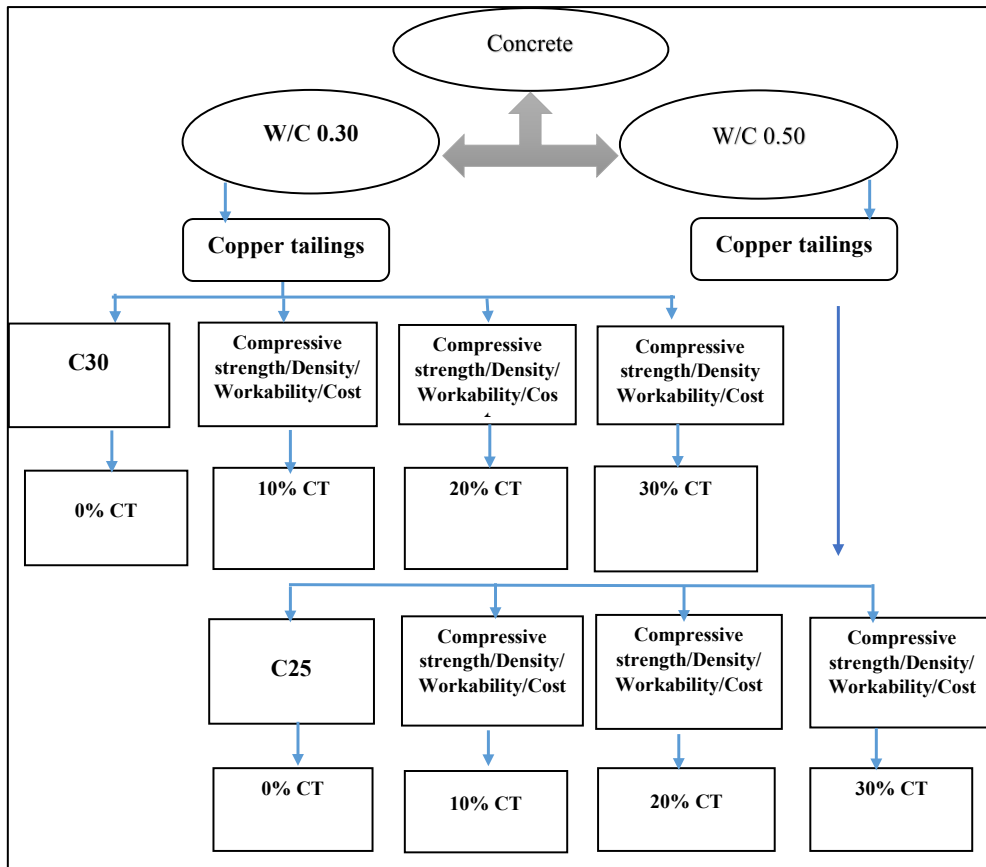 Concrete
W/C 0.30
W/C 0.50
Copper tailings
Copper tailings
C30
Compressive
strength/Density/
Workability/Cost
Compressive
strength/Density/
Workability/Cos
Compressive
strength/Density
Workability/Cost
0% CT
10% CT
20% CT
30% CT
C25
Compressive
strength/Density/
Workability/Cost
Compressive
strength/Density/
Workability/Cost
Compressive
strength/Density/
Workability/Cost
0% CT
10% CT
20% CT
30% CT